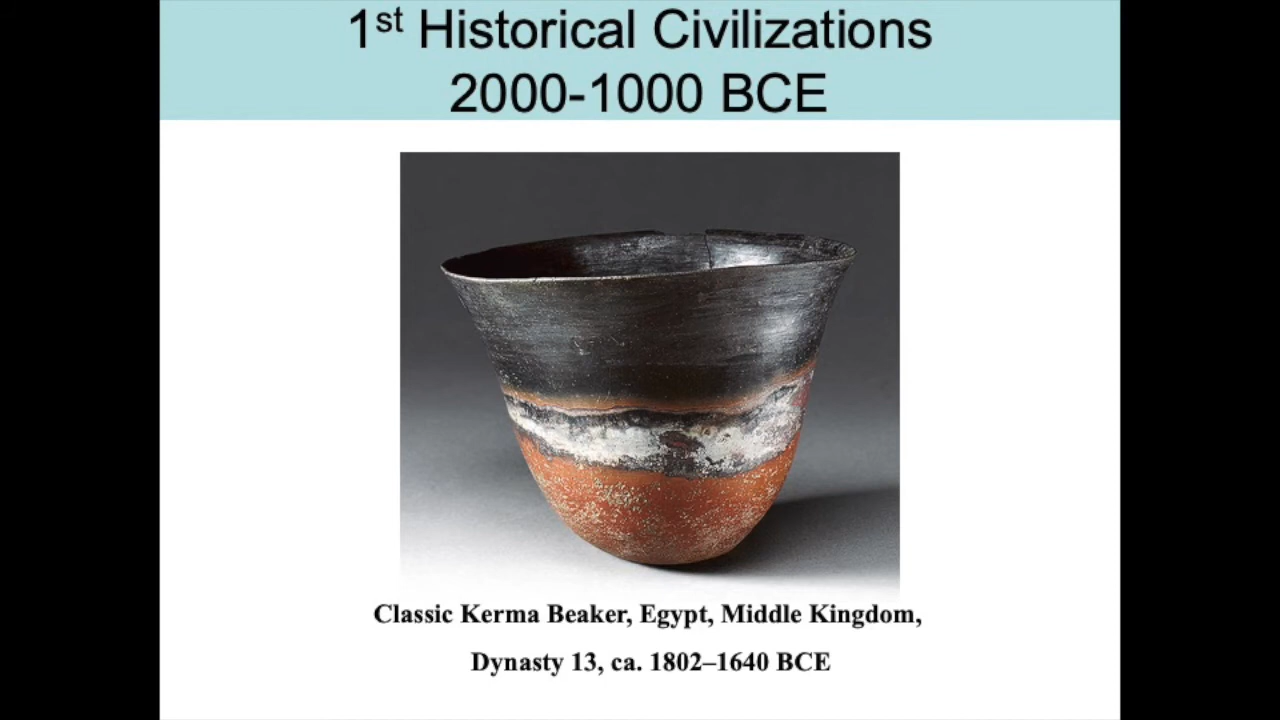 1st Historical Civilizations
2000-1000 BCE
Classic Kerma Beaker, Egypt, Middle Kingdom,
Dynasty 13, ca. 1802–1640 BCE